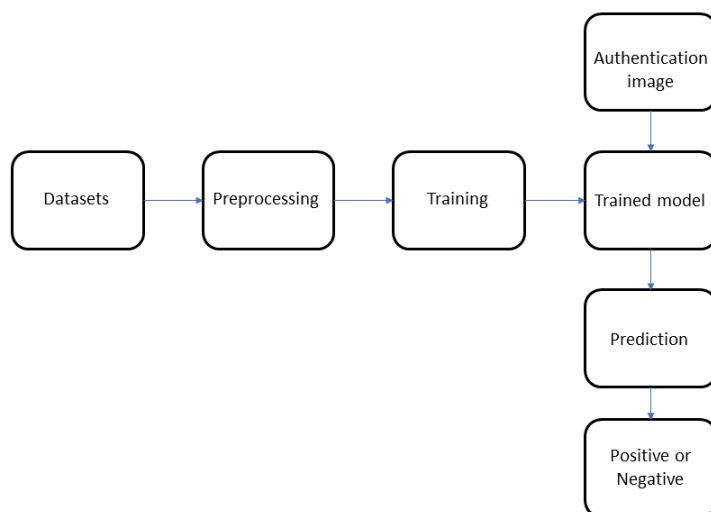 Authentication
image
Datasets
Preprocessing
Training
Trained model
Prediction
Positive or
Negative